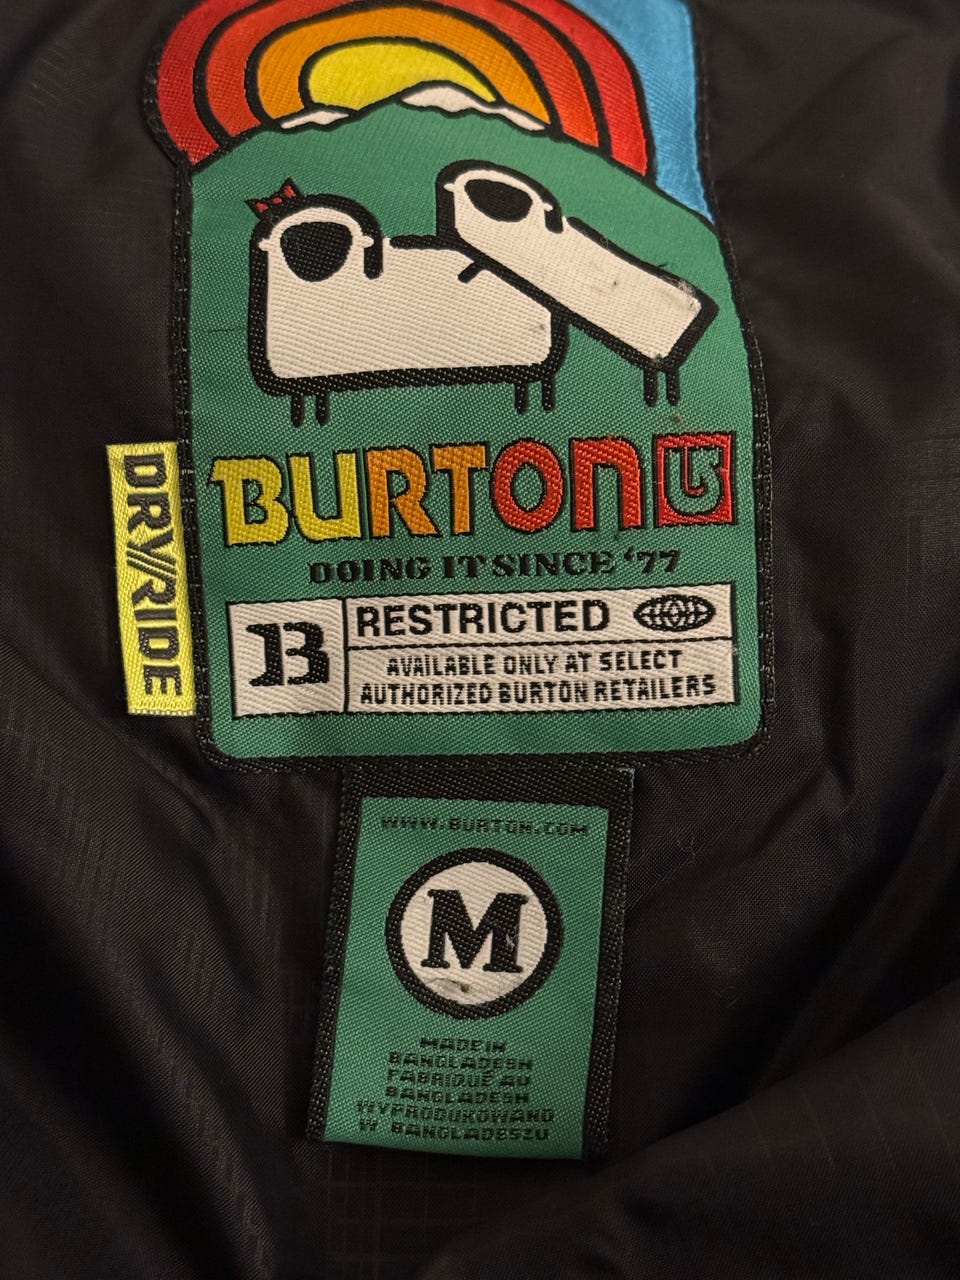 BURTON
DOING IT SINCE '77
B RESTRICTED
AVAILABLE ONLY AT SELECT
AUTHORIZED BURTON RETAILERS
DRY//RIDE
WWW.BURTON.COM
M
MADE IN
BANGLADESH
FABRIQUÉ AU
BANGLADESH
WYPRODUKOWANO
W BANGLADESZU